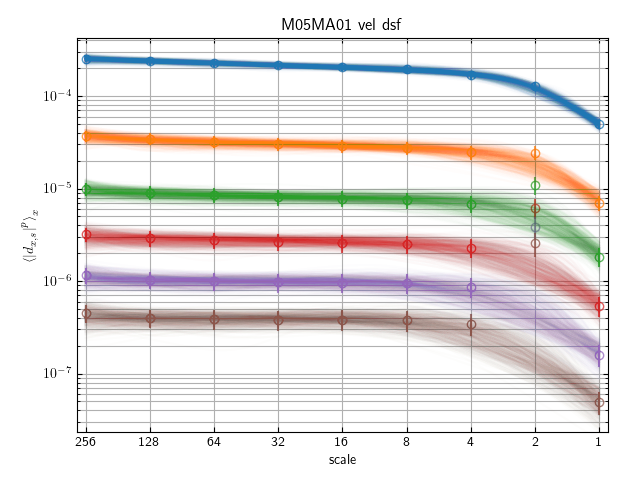 M05MA01 vel dsf
⟨|d_{x,s}|^p⟩_x
10^{-4}
10^{-5}
10^{-6}
10^{-7}
256 128 64 32 16 8 4 2 1
scale